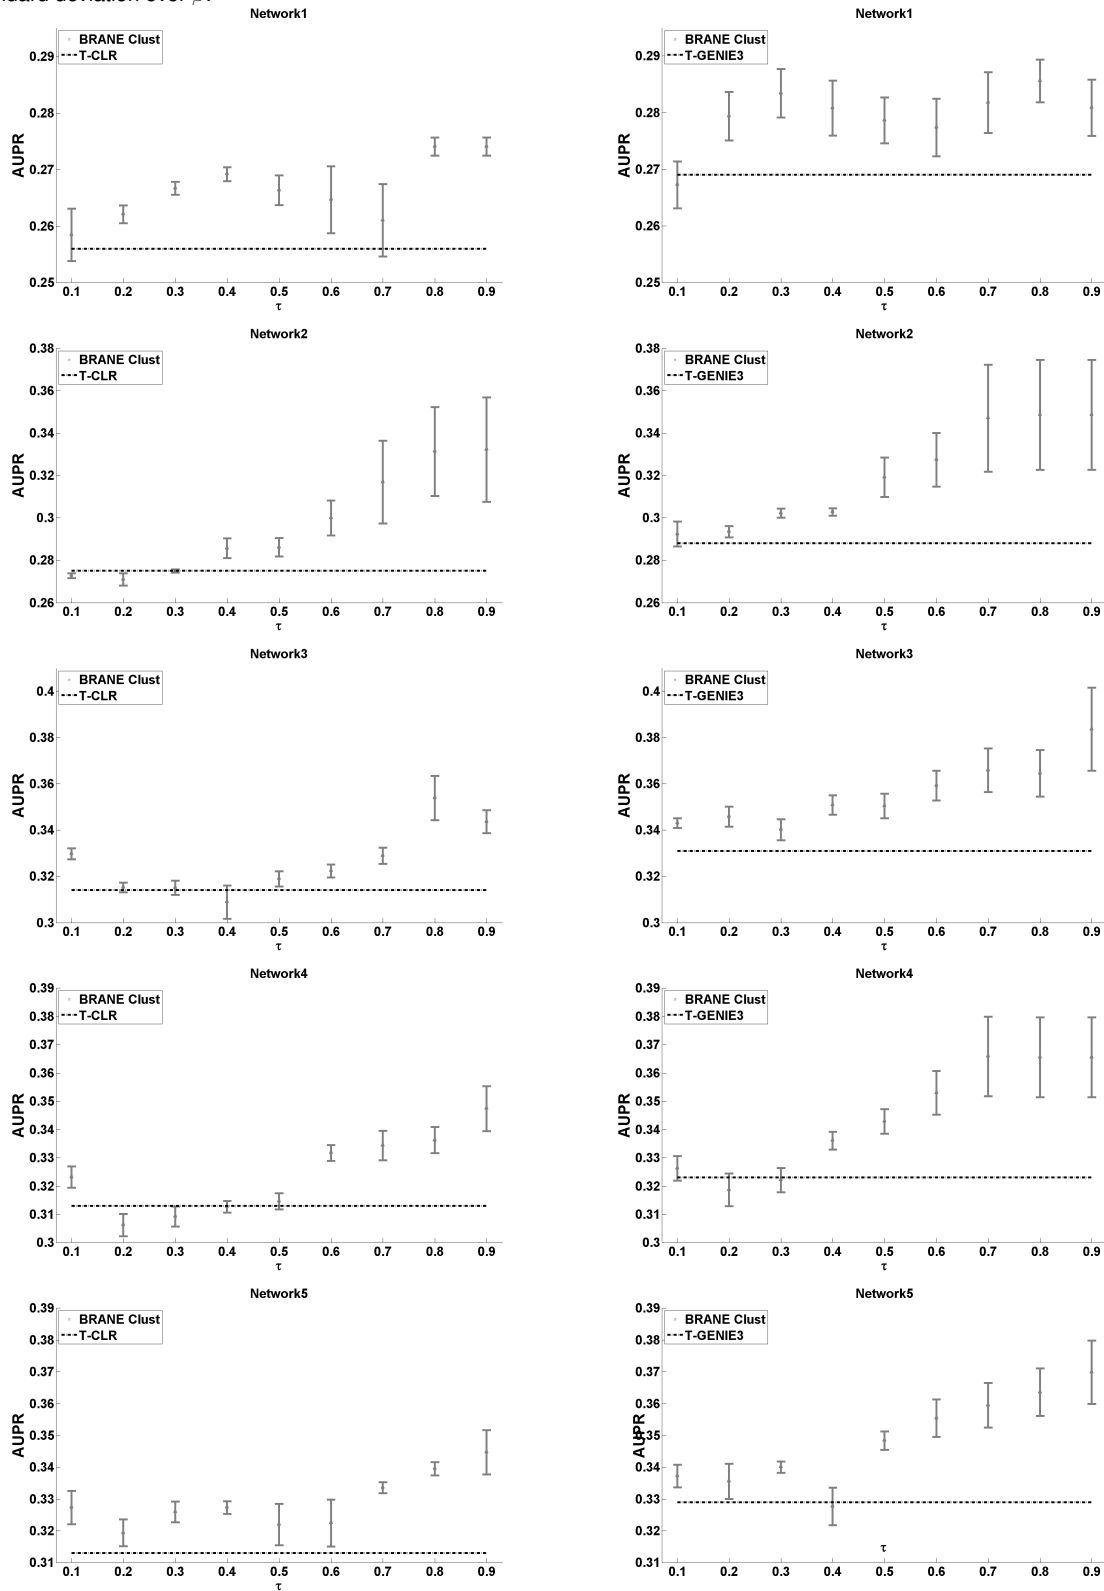 ndard deviation over β.
Network1
BRANE Clust
T-CLR
0.29
0.28
0.27
0.26
0.25
AUPR
0.1 0.2 0.3 0.4 0.5 0.6 0.7 0.8 0.9
τ
Network1
BRANE Clust
T-GENIE3
0.29
0.28
0.27
0.26
0.25
AUPR
0.1 0.2 0.3 0.4 0.5 0.6 0.7 0.8 0.9
τ
Network2
BRANE Clust
T-CLR
0.38
0.36
0.34
0.32
0.3
0.28
0.26
AUPR
0.1 0.2 0.3 0.4 0.5 0.6 0.7 0.8 0.9
τ
Network2
BRANE Clust
T-GENIE3
0.38
0.36
0.34
0.32
0.3
0.28
0.26
AUPR
0.1 0.2 0.3 0.4 0.5 0.6 0.7 0.8 0.9
τ
Network3
BRANE Clust
T-CLR
0.4
0.38
0.36
0.34
0.32
0.3
AUPR
0.1 0.2 0.3 0.4 0.5 0.6 0.7 0.8 0.9
τ
Network3
BRANE Clust
T-GENIE3
0.4
0.38
0.36
0.34
0.32
0.3
AUPR
0.1 0.2 0.3 0.4 0.5 0.6 0.7 0.8 0.9
τ
Network4
BRANE Clust
T-CLR
0.39
0.38
0.37
0.36
0.35
0.34
0.33
0.32
0.31
0.3
AUPR
0.1 0.2 0.3 0.4 0.5 0.6 0.7 0.8 0.9
τ
Network4
BRANE Clust
T-GENIE3
0.39
0.38
0.37
0.36
0.35
0.34
0.33
0.32
0.31
0.3
AUPR
0.1 0.2 0.3 0.4 0.5 0.6 0.7 0.8 0.9
τ
Network5
BRANE Clust
T-CLR
0.39
0.38
0.37
0.36
0.35
0.34
0.33
0.32
0.31
AUPR
0.1 0.2 0.3 0.4 0.5 0.6 0.7 0.8 0.9
τ
Network5
BRANE Clust
T-GENIE3
0.39
0.38
0.37
0.36
0.35
0.34
0.33
0.32
0.31
AUPR
τ
0.1 0.2 0.3 0.4 0.5 0.6 0.7 0.8 0.9